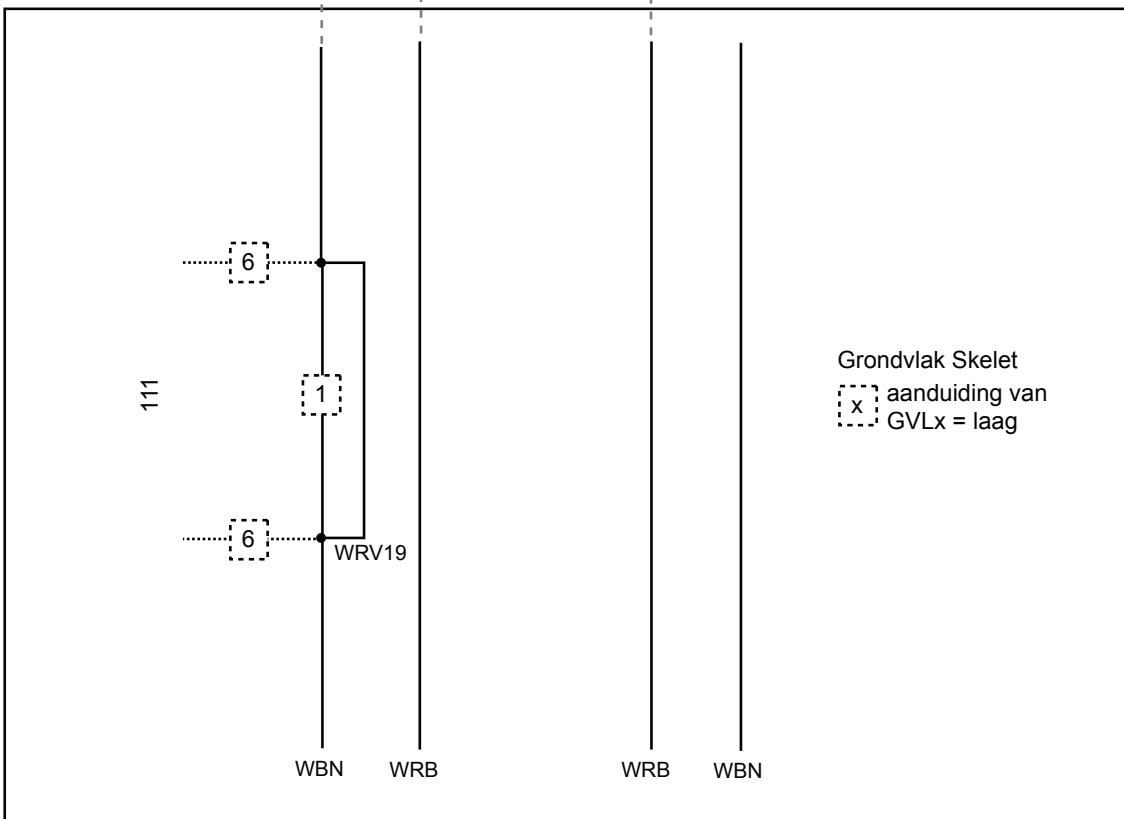 6
Grondvlak Skelet
111
1
x
aanduiding van
GVLx = laag
6
WRV19
WBN
WRB
WRB
WBN